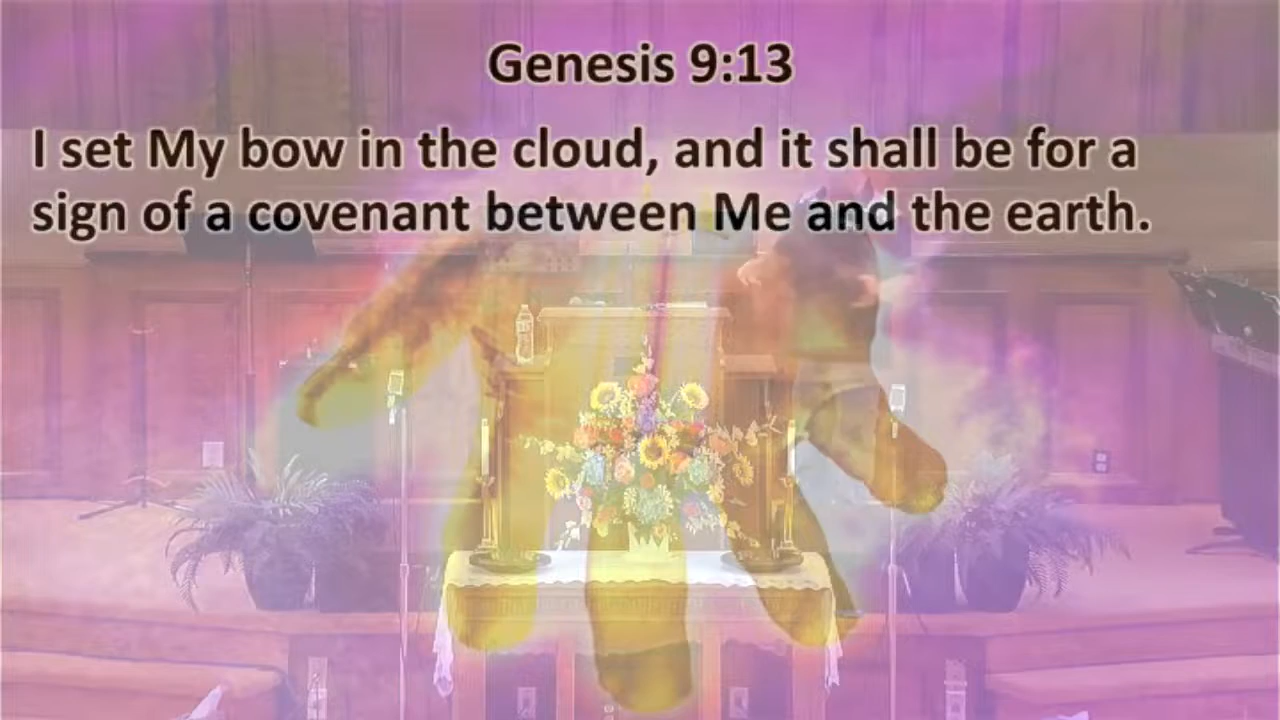 Genesis 9:13
I set My bow in the cloud, and it shall be for a
sign of a covenant between Me and the earth.